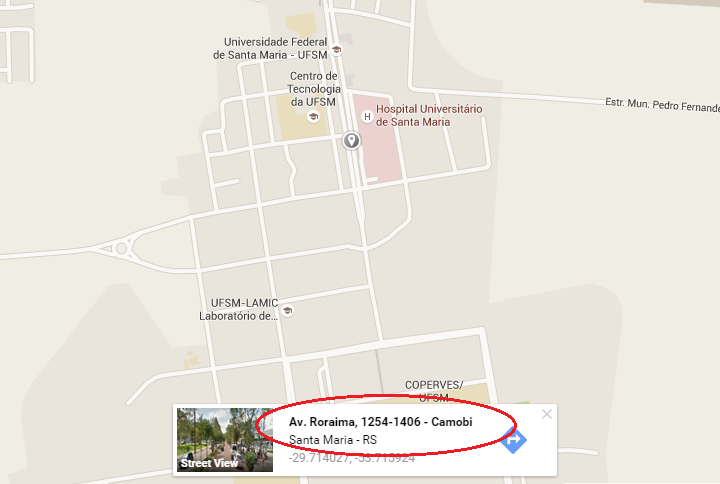 Universidade Federal
de Santa Maria - UFSM
Centro de
Tecnologia
da UFSM
H
Hospital Universitário
de Santa Maria
Estr. Mun. Pedro Fernande
UFSM-LAMIC
Laboratório de...
COPERVES/
UFSM
Av. Roraima, 1254-1406 - Camobi
Santa Maria - RS
-29.714027, -53.715924
Street View